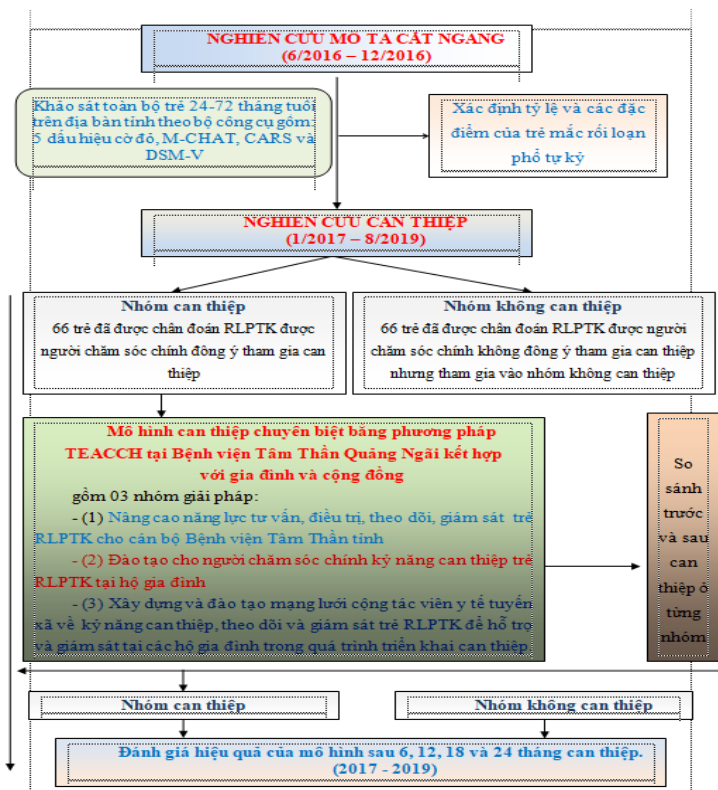 NGHIÊN CỨU MÔ TẢ CẮT NGANG
(6/2016 – 12/2016)
Khảo sát toàn bộ trẻ 24-72 tháng tuổi
trên địa bàn tỉnh theo bộ công cụ gồm:
5 dấu hiệu cờ đỏ, M-CHAT, CARS và
DSM-V
Xác định tỷ lệ và các đặc
điểm của trẻ mắc rối loạn
phổ tự kỷ
NGHIÊN CỨU CAN THIỆP
(1/2017 – 8/2019)
Nhóm can thiệp
66 trẻ đã được chẩn đoán RLPTK được
người chăm sóc chính đồng ý tham gia can
thiệp
Nhóm không can thiệp
66 trẻ đã được chẩn đoán RLPTK được người
chăm sóc chính không đồng ý tham gia can thiệp
nhưng tham gia vào nhóm không can thiệp
Mô hình can thiệp chuyên biệt bằng phương pháp
TEACCH tại Bệnh viện Tâm Thần Quảng Ngãi kết hợp
với gia đình và cộng đồng
gồm 03 nhóm giải pháp:
- (1) Nâng cao năng lực tư vấn, điều trị, theo dõi, giám sát trẻ
RLPTK cho cán bộ Bệnh viện Tâm Thần tỉnh
- (2) Đào tạo cho người chăm sóc chính kỹ năng can thiệp trẻ
RLPTK tại hộ gia đình
- (3) Xây dựng và đào tạo mạng lưới cộng tác viên y tế tuyến
xã về kỹ năng can thiệp, theo dõi và giám sát trẻ RLPTK để hỗ trợ
và giám sát tại các hộ gia đình trong quá trình triển khai can thiệp
So
sánh
trước
và sau
can
thiệp ở
từng
nhóm
Nhóm can thiệp
Nhóm không can thiệp
Đánh giá hiệu quả của mô hình sau 6, 12, 18 và 24 tháng can thiệp.
(2017 - 2019)